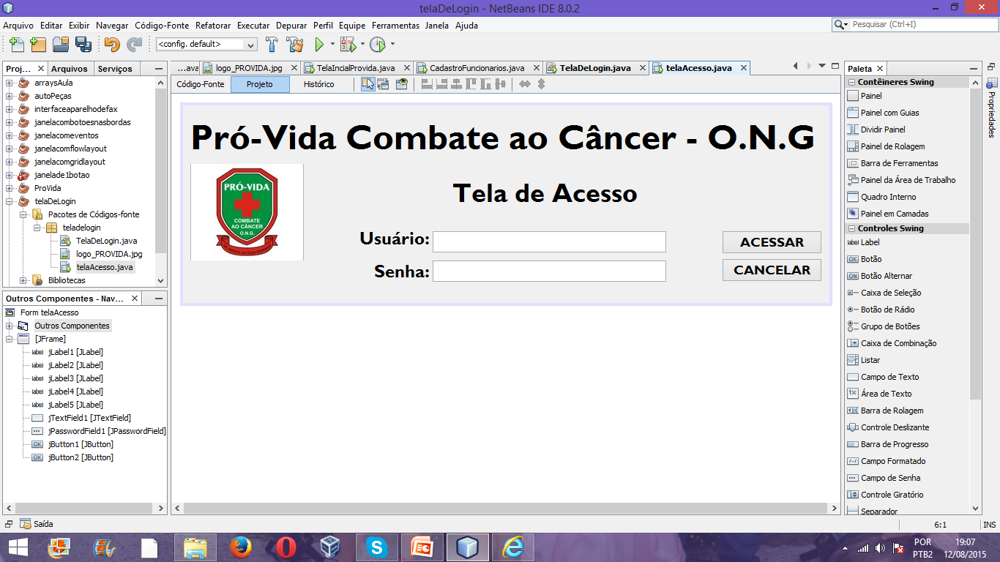 telaDeLogin - NetBeans IDE 8.0.2
Arquivo Editar Exibir Navegar Código-Fonte Refatorar Executar Depurar Perfil Equipe Ferramentas Janela Ajuda
Pesquisar (Ctrl+I)
<config. default>
Proj... Arquivos Serviços
arraysAula
autoPeças
interfaceaparelhodefax
janelacombotoesnasbordas
janelacomeventos
janelacomflowlayout
janelacomgridlayout
janelade1botao
ProVida
telaDeLogin
Pacotes de Códigos-fonte
teladelogin
TelaDeLogin.java
logo_PROVIDA.jpg
telaAcesso.java
Bibliotecas
Outros Componentes - Nav...
Form telaAcesso
Outros Componentes
[JFrame]
jLabel1 [JLabel]
jLabel2 [JLabel]
jLabel3 [JLabel]
jLabel4 [JLabel]
jLabel5 [JLabel]
jTextField1 [JTextField]
jPasswordField1 [JPasswordField]
jButton1 [JButton]
jButton2 [JButton]
...ava logo_PROVIDA.jpg TelaIncialProvida.java CadastroFuncionarios.java TelaDeLogin.java telaAcesso.java
Código-Fonte Projeto Histórico
Pró-Vida Combate ao Câncer - O.N.G
PRÓ-VIDA
COMBATE
AO CÂNCER
O.N.G.
Tela de Acesso
Usuário:
ACESSAR
Senha:
CANCELAR
Paleta
Contêineres Swing
Painel
Painel com Guias
Dividir Painel
Painel de Rolagem
Barra de Ferramentas
Painel da Área de Trabalho
Quadro Interno
Painel em Camadas
Controles Swing
label Label
OK Botão
ON Botão Alternar
Caixa de Seleção
Botão de Rádio
Grupo de Botões
Caixa de Combinação
Listar
Campo de Texto
Área de Texto
Barra de Rolagem
Controle Deslizante
Barra de Progresso
Campo Formatado
Campo de Senha
Controle Giratório
Separador
Propriedades
Saída
6:1 INS
POR
PTB2
19:07
12/08/2015